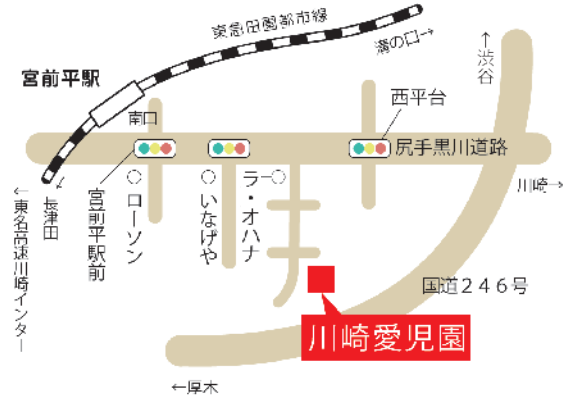 東急田園都市線
溝の口→
←渋谷
宮前平駅
南口
西平台
尻手黒川道路
川崎→
←東名高速川崎インター
←長津田
宮前平駅前
ローソン
いなげや
ラ・オハナ
国道246号
川崎愛児園
←厚木